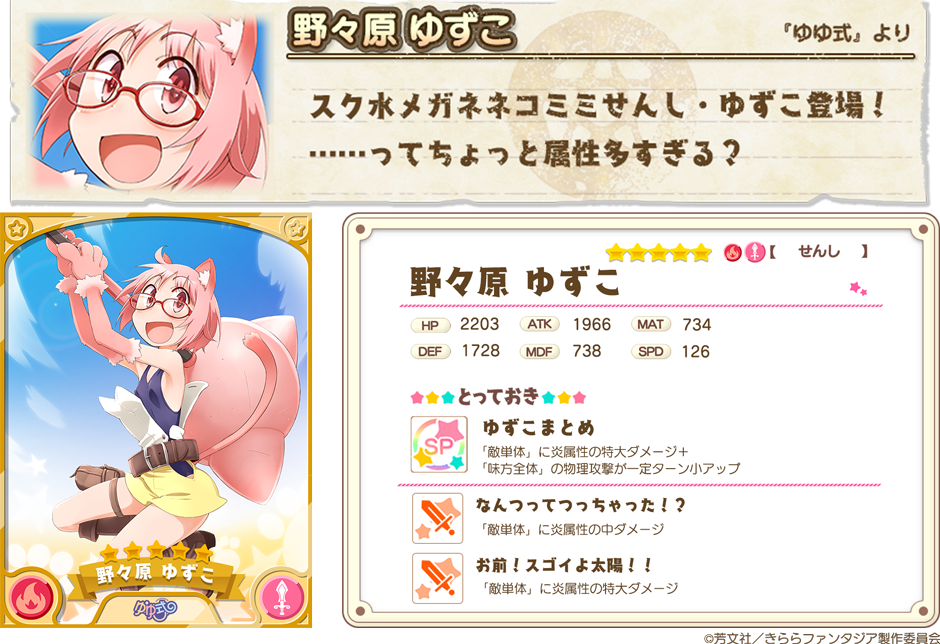 野々原 ゆずこ
『ゆゆ式』より
スク水メガネネコミミせんし・ゆずこ登場！
……ってちょっと属性多すぎる？
野々原 ゆずこ
ゆゆ式
【 せんし 】
野々原 ゆずこ
HP 2203 ATK 1966 MAT 734
DEF 1728 MDF 738 SPD 126
とっておき
SP
ゆずこまとめ
「敵単体」に炎属性の特大ダメージ＋
「味方全体」の物理攻撃が一定ターン小アップ
なんつってつっちゃった！？
「敵単体」に炎属性の中ダメージ
お前！スゴイよ太陽！！
「敵単体」に炎属性の特大ダメージ
©芳文社／きららファンタジア製作委員会